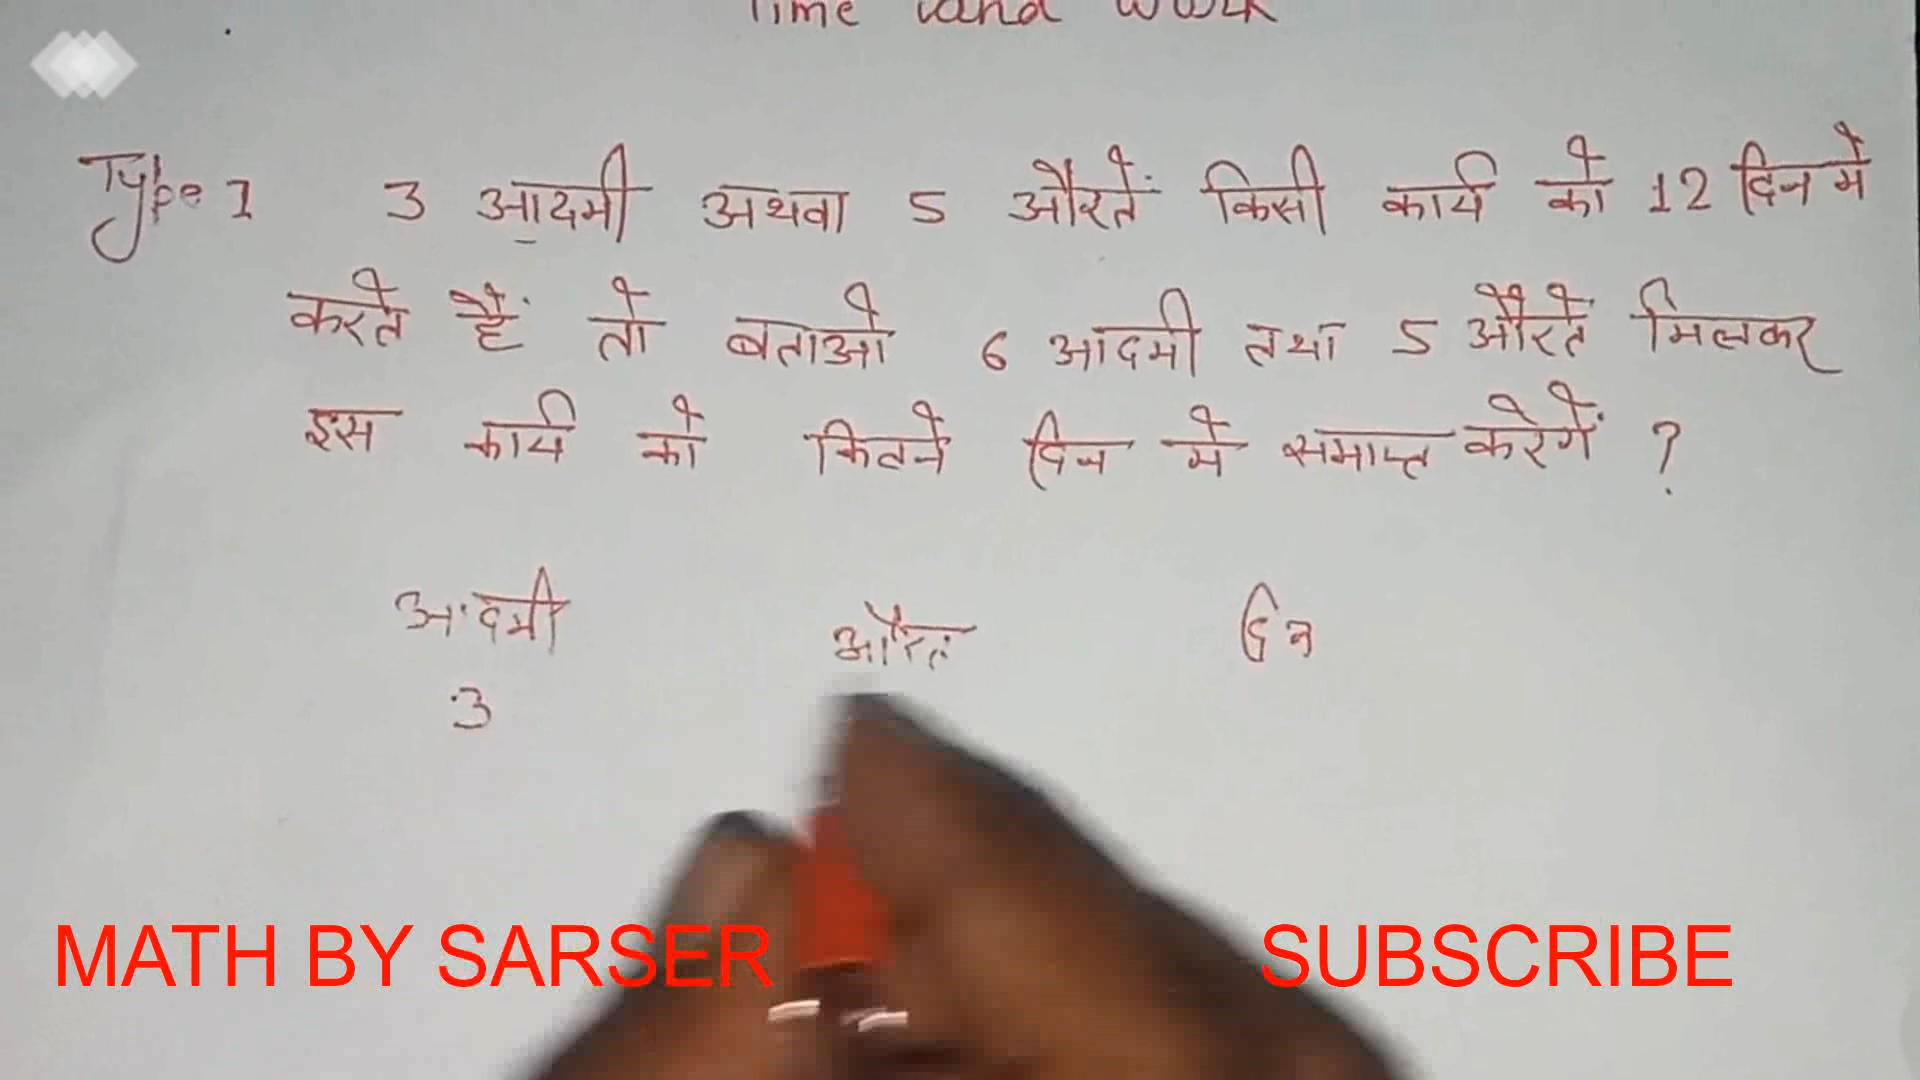 Time and Work
Type 1 3 आदमी अथवा 5 औरतें किसी कार्य को 12 दिन मे
करते हैं तो बताओ 6 आदमी तथा 5 औरते मिलकर
इस कार्य को कितने दिन मे समाप्त करेगें ?
आदमी औरत दिन
3
MATH BY SARSER SUBSCRIBE